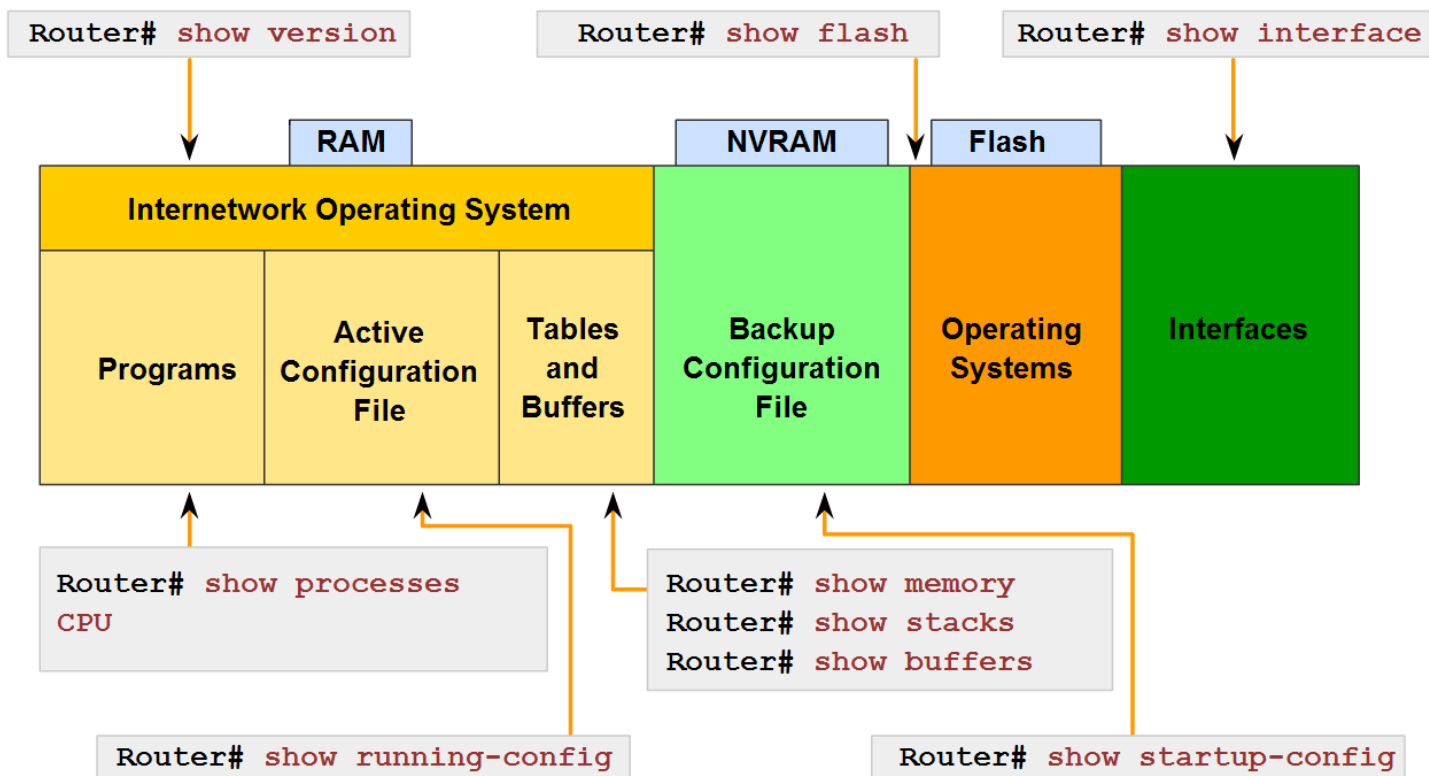 Router# show version
Router# show flash
Router# show interface
RAM
NVRAM
Flash
Internetwork Operating System
Programs
Active
Configuration
File
Tables
and
Buffers
Backup
Configuration
File
Operating
Systems
Interfaces
Router# show processes
CPU
Router# show memory
Router# show stacks
Router# show buffers
Router# show running-config
Router# show startup-config